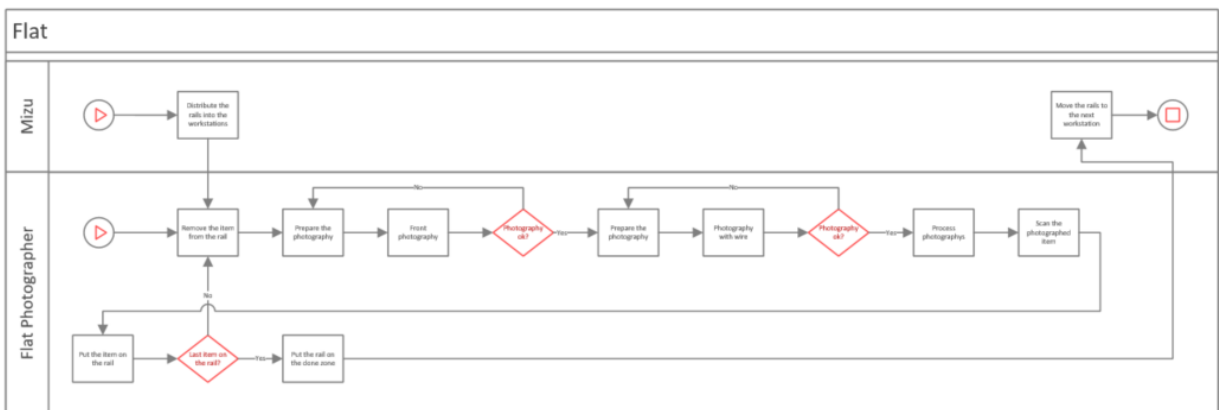 Flat
Mizu
Distribute the
rails into the
workstations
Move the rails to
the next
workstation
Flat Photographer
No
No
Remove the item
from the rail
Prepare the
photography
Front
photography
Photography
ok?
Yes
Prepare the
photography
Photography
with wire
Photography
ok?
Yes
Process
photographys
Scan the
photographed
item
No
Put the item on
the rail
Last item on
the rail?
Yes
Put the rail on
the done zone